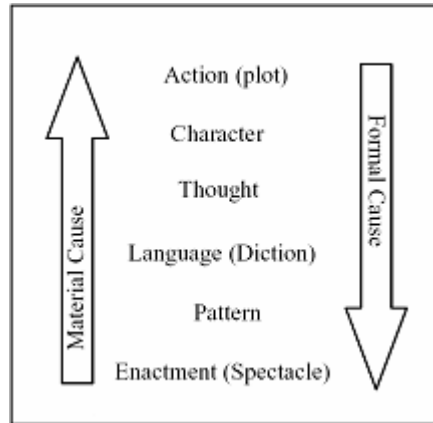 Action (plot)
Character
Thought
Language (Diction)
Pattern
Enactment (Spectacle)
Material Cause
Formal Cause